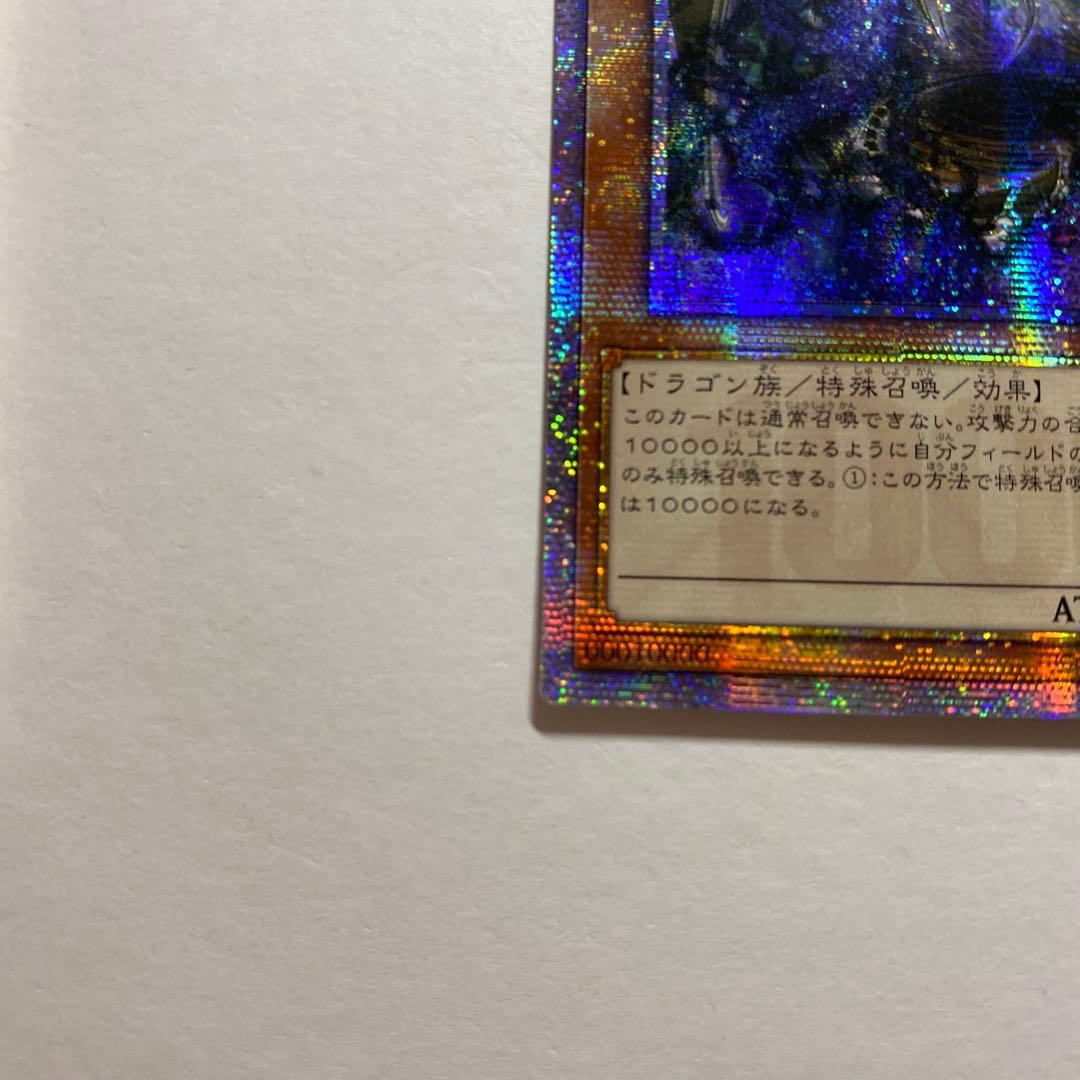 【ドラゴン族／特殊召喚／効果】
このカードは通常召喚できない。攻撃力の合
10000以上になるように自分フィールドの
のみ特殊召喚できる。①：この方法で特殊召喚
は10000になる。
AT
00010000